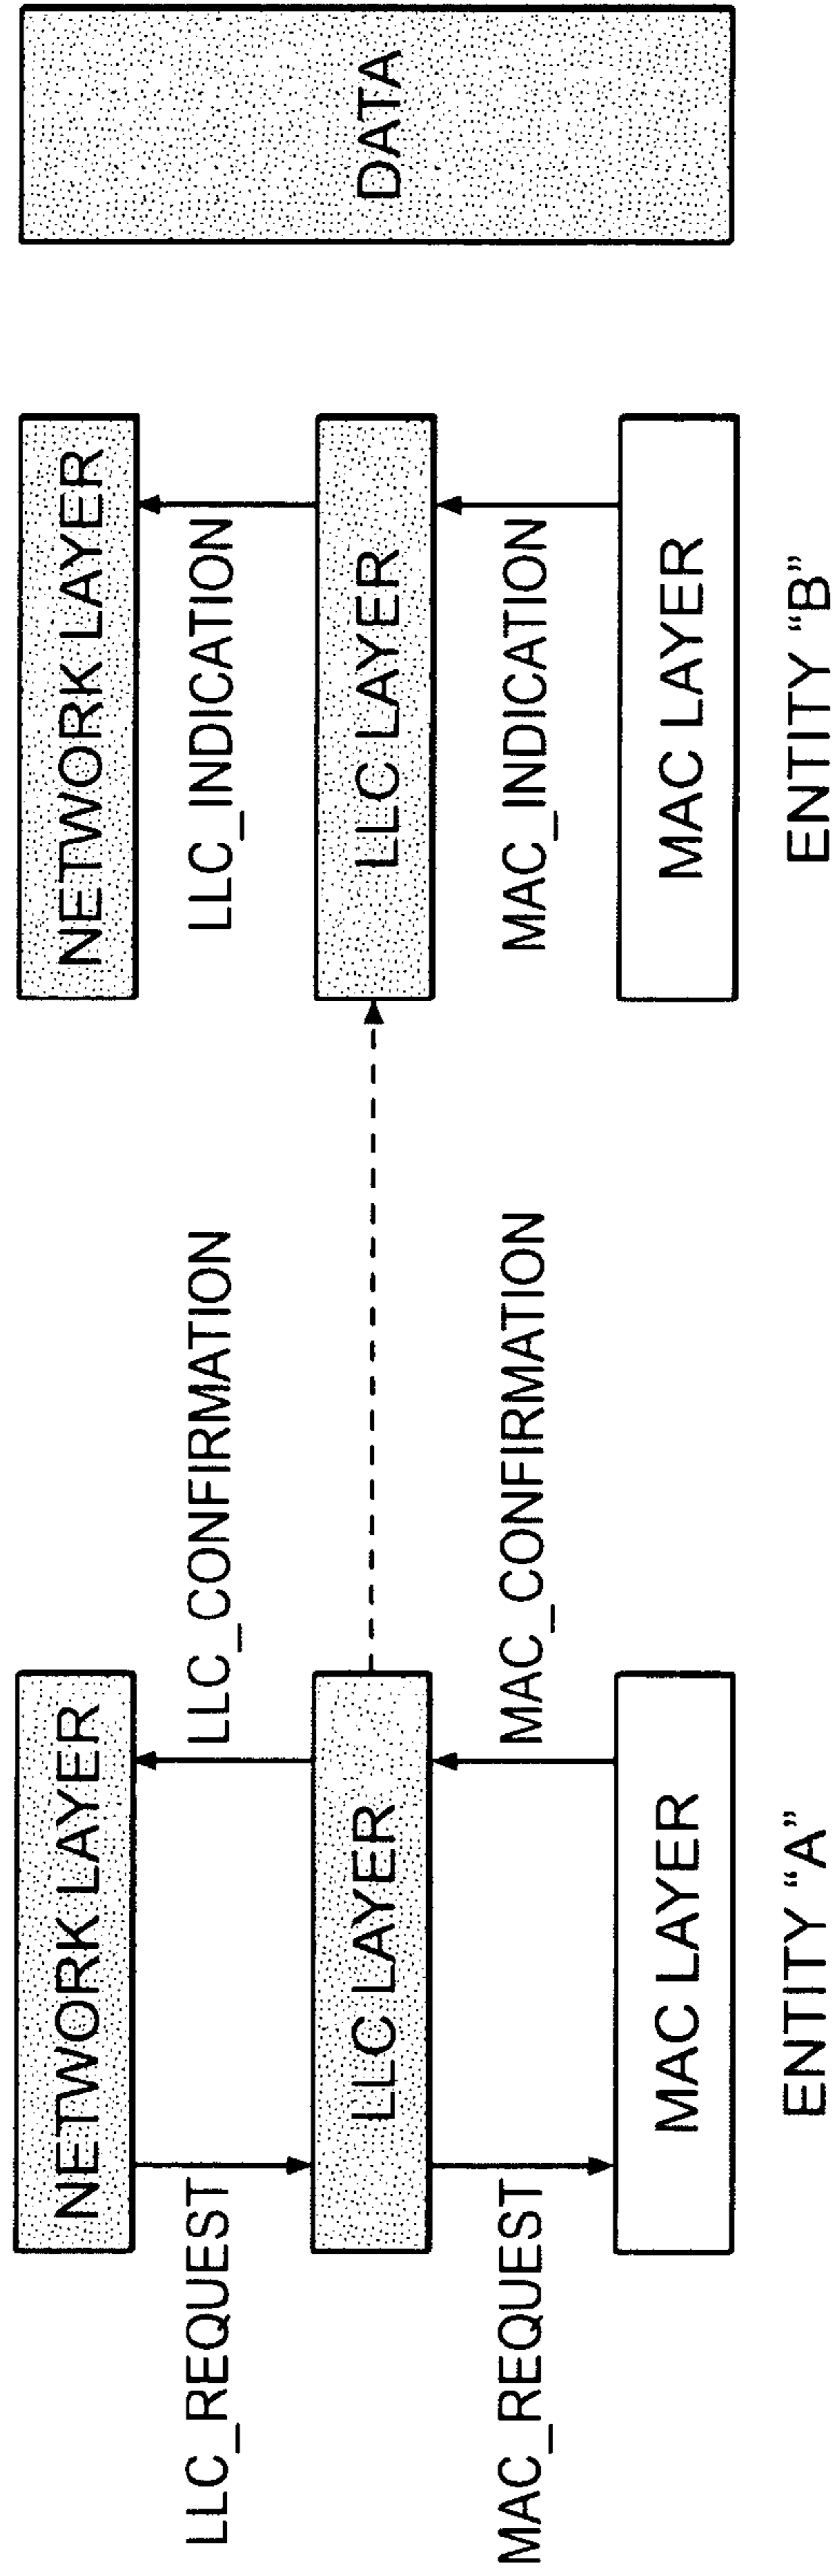 NETWORK LAYER
LLC_REQUEST
LLC_CONFIRMATION
LLC LAYER
MAC_REQUEST
MAC_CONFIRMATION
MAC LAYER
ENTITY “A”
NETWORK LAYER
LLC_INDICATION
LLC LAYER
MAC_INDICATION
MAC LAYER
ENTITY “B”
DATA